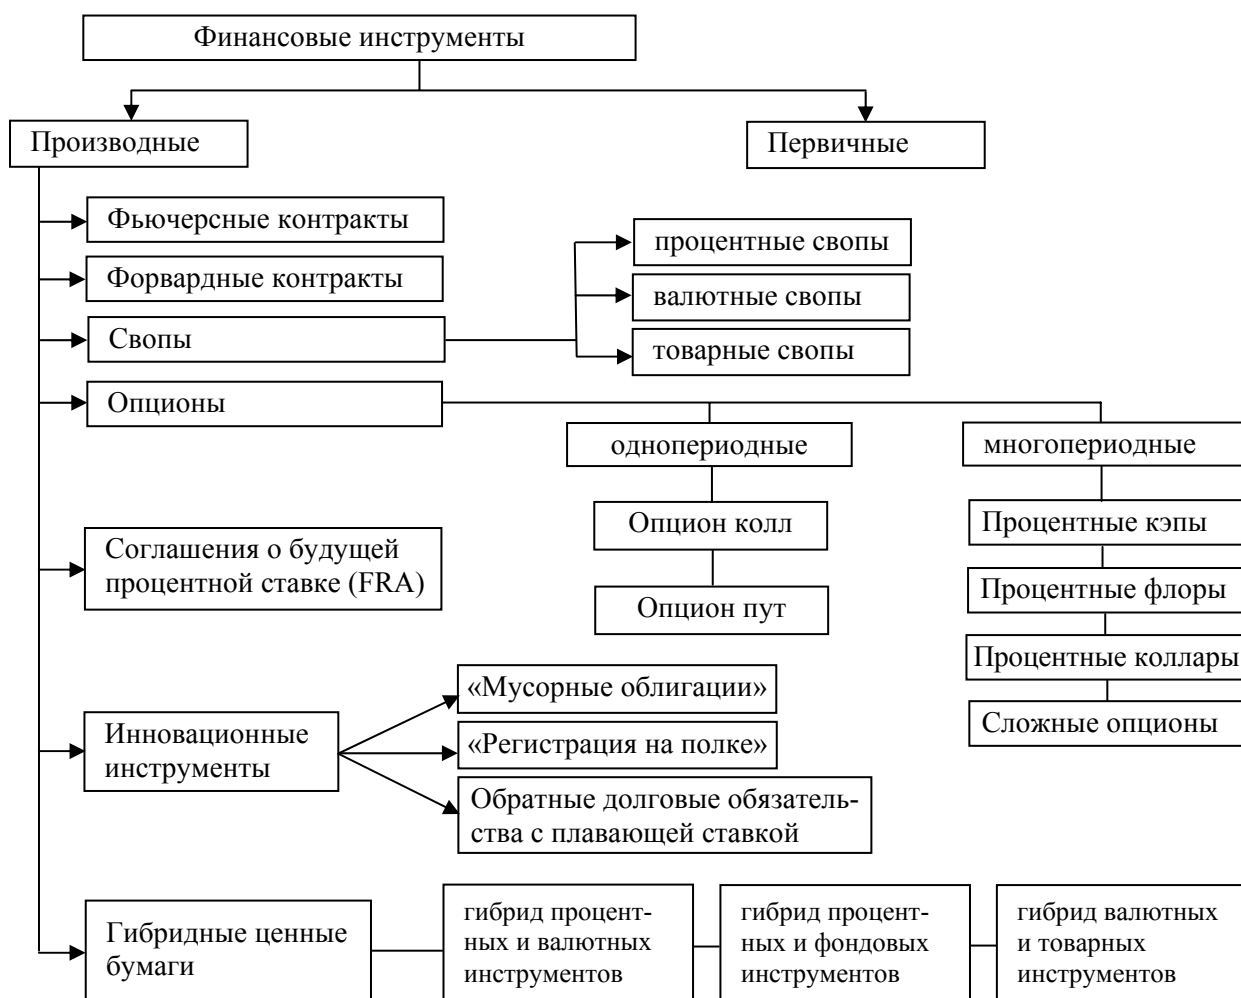 Финансовые инструменты
Производные
Первичные
Фьючерсные контракты
Форвардные контракты
Свопы
процентные свопы
валютные свопы
товарные свопы
Опционы
однопериодные
многопериодные
Опцион колл
Опцион пут
Процентные кэпы
Процентные флоры
Процентные коллары
Сложные опционы
Соглашения о будущей
процентной ставке (FRA)
Инновационные
инструменты
«Мусорные облигации»
«Регистрация на полке»
Обратные долговые обязатель-
ства с плавающей ставкой
Гибридные ценные
бумаги
гибрид процент-
ных и валютных
инструментов
гибрид процент-
ных и фондовых
инструментов
гибрид валютных
и товарных
инструментов